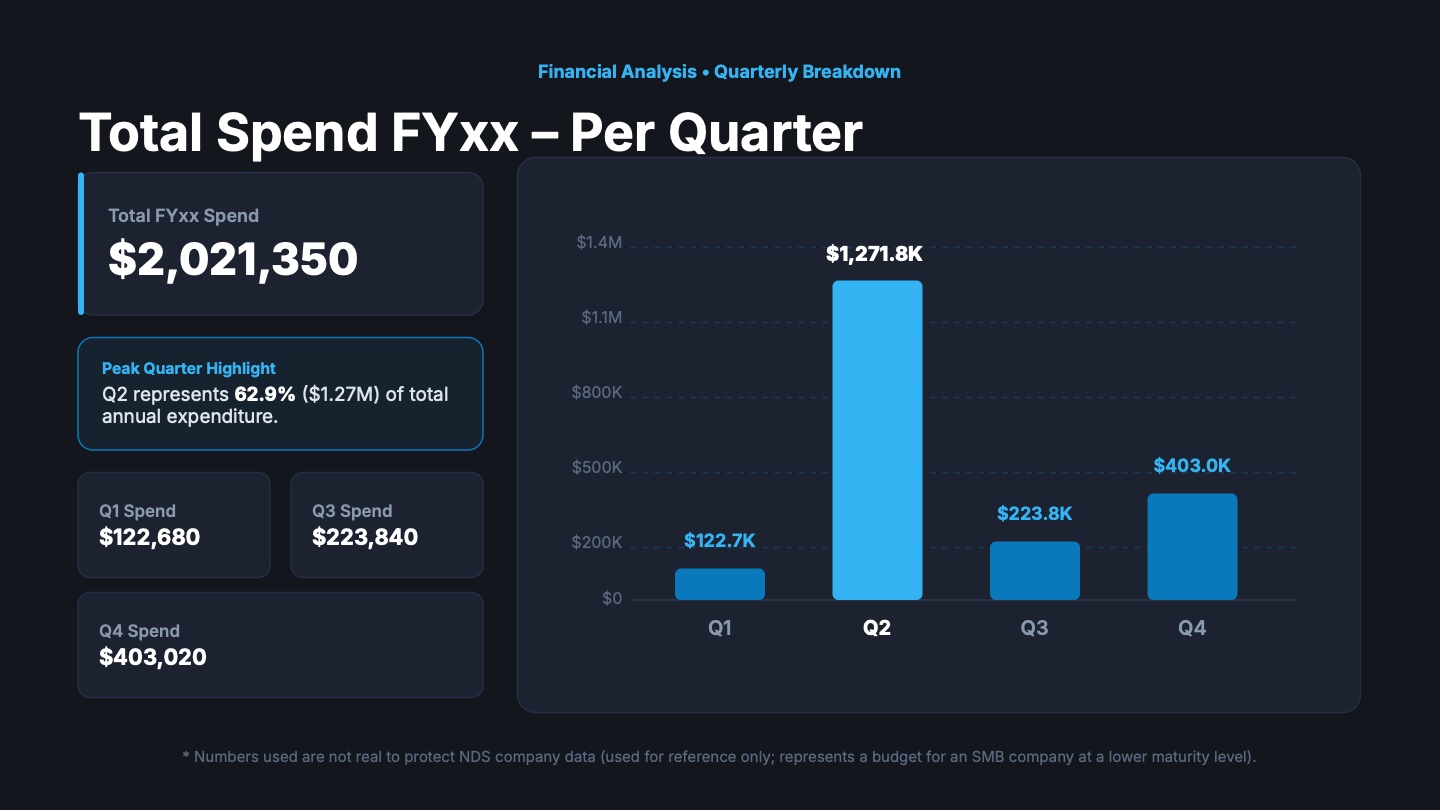 Financial Analysis • Quarterly Breakdown
Total Spend FYxx – Per Quarter
Total FYxx Spend
$2,021,350
Peak Quarter Highlight
Q2 represents 62.9% ($1.27M) of total
annual expenditure.
Q1 Spend
$122,680
Q3 Spend
$223,840
Q4 Spend
$403,020
$1.4M
$1.1M
$800K
$500K
$200K
$0
$122.7K
$1,271.8K
$223.8K
$403.0K
Q1
Q2
Q3
Q4
* Numbers used are not real to protect NDS company data (used for reference only; represents a budget for an SMB company at a lower maturity level).